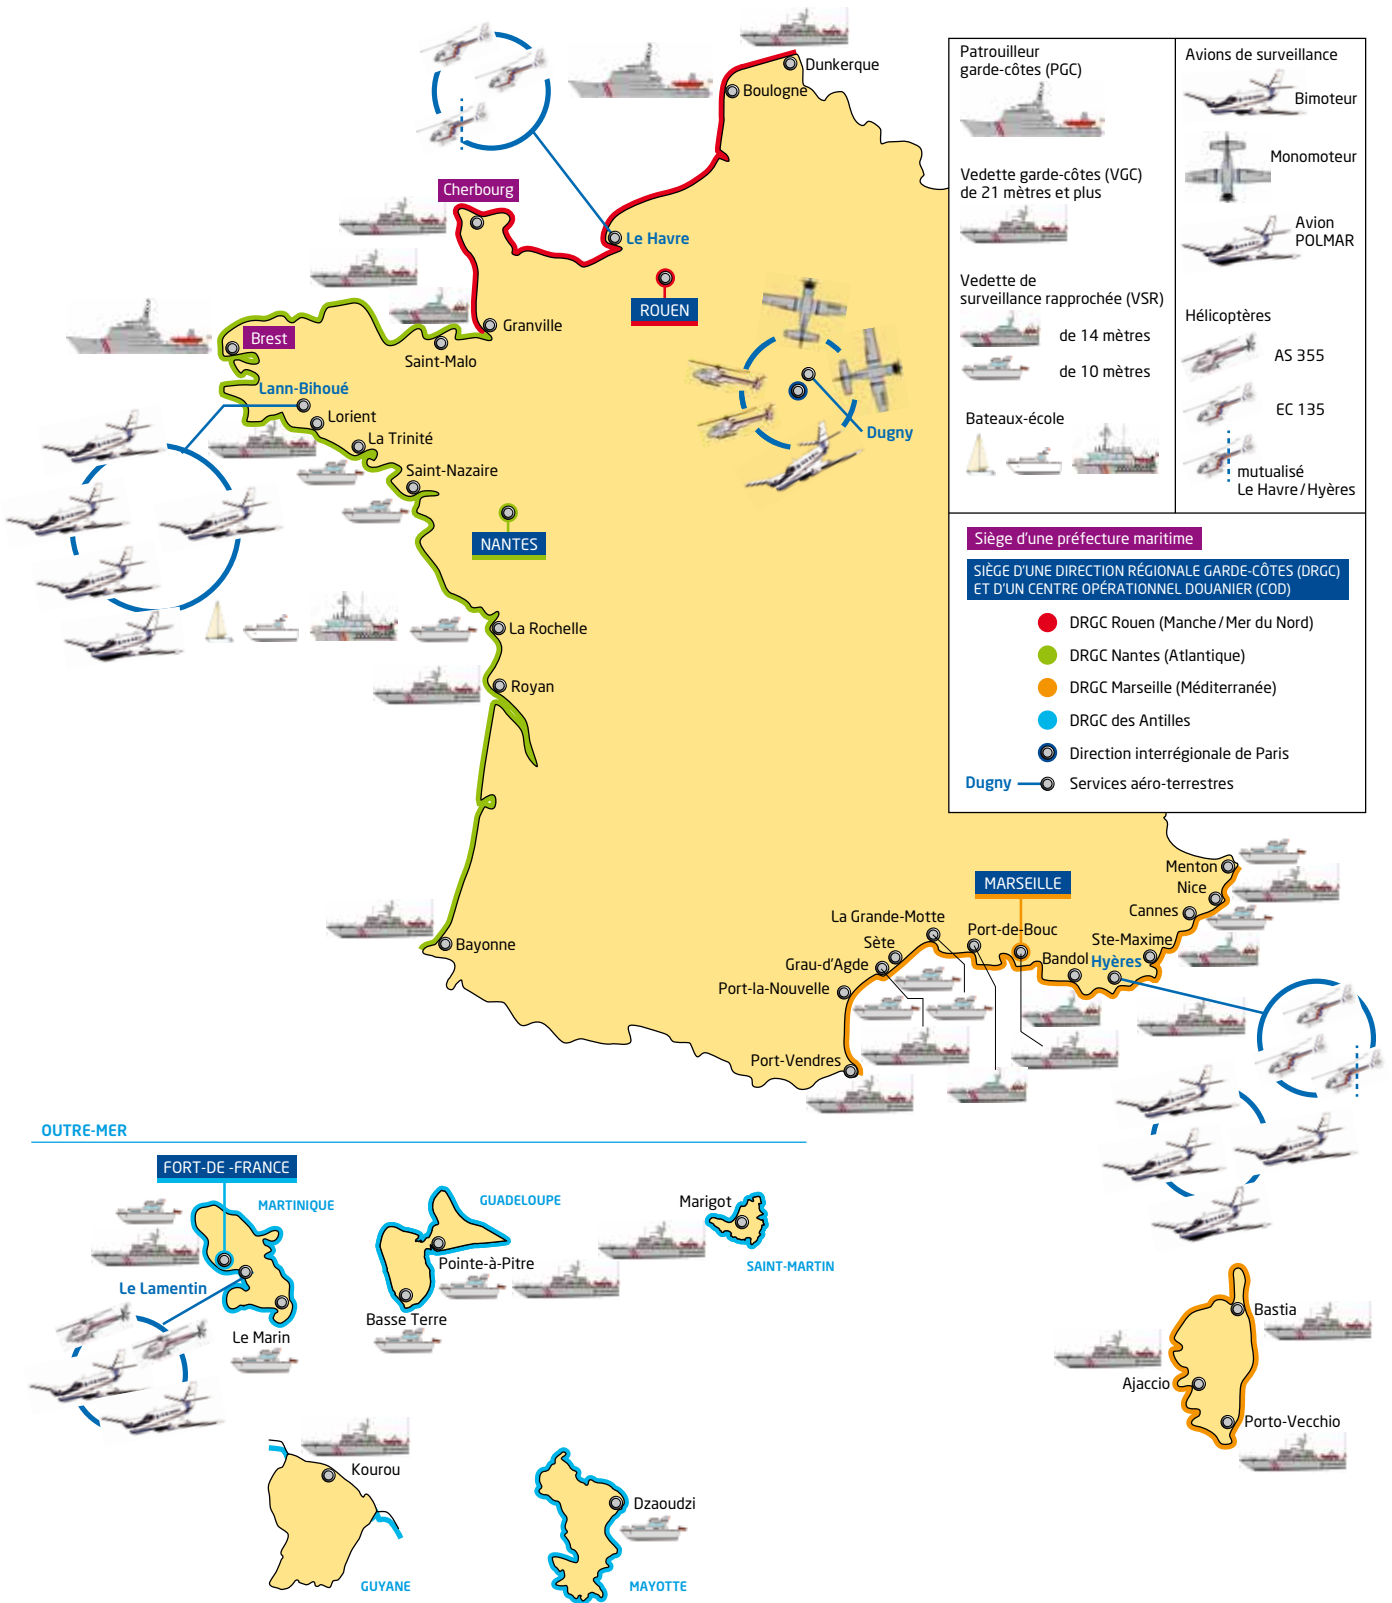 Dunkerque
Boulogne
Cherbourg
Le Havre
ROUEN
Granville
Saint-Malo
Brest
Lann-Bihoué
Lorient
La Trinité
Saint-Nazaire
NANTES
Dugny
La Rochelle
Royan
Bayonne
Patrouilleur
garde-côtes (PGC)
Vedette garde-côtes (VGC)
de 21 mètres et plus
Vedette de
surveillance rapprochée (VSR)
de 14 mètres
de 10 mètres
Bateaux-école
Avions de surveillance
Bimoteur
Monomoteur
Avion
POLMAR
Hélicoptères
AS 355
EC 135
mutualisé
Le Havre/Hyères
Siège d'une préfecture maritime
SIÈGE D'UNE DIRECTION RÉGIONALE GARDE-CÔTES (DRGC)
ET D'UN CENTRE OPÉRATIONNEL DOUANIER (COD)
DRGC Rouen (Manche/Mer du Nord)
DRGC Nantes (Atlantique)
DRGC Marseille (Méditerranée)
DRGC des Antilles
Direction interrégionale de Paris
Dugny
Services aéro-terrestres
Menton
Nice
Cannes
Ste-Maxime
Hyères
Bandol
MARSEILLE
Port-de-Bouc
La Grande-Motte
Sète
Grau-d'Agde
Port-la-Nouvelle
Port-Vendres
OUTRE-MER
FORT-DE -FRANCE
MARTINIQUE
Le Lamentin
Le Marin
GUADELOUPE
Pointe-à-Pitre
Basse Terre
Marigot
SAINT-MARTIN
Bastia
Ajaccio
Porto-Vecchio
Kourou
GUYANE
Dzaoudzi
MAYOTTE